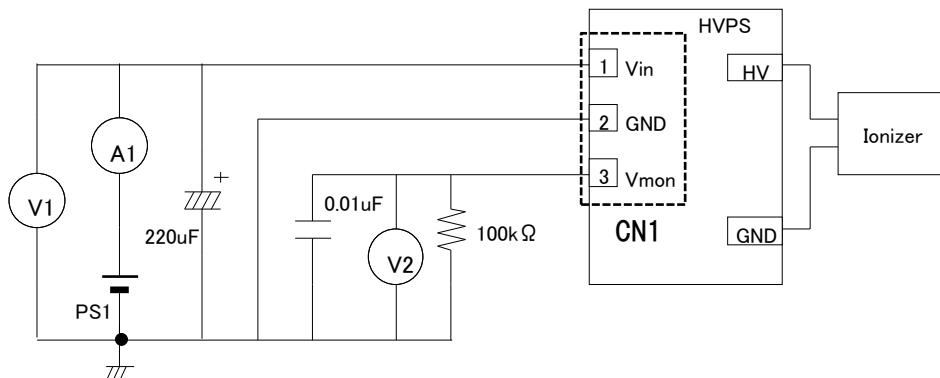 HVPS
1 Vin
HV
2 GND
Ionizer
A1
3 Vmon
+
0.01uF
V1
CN1
100kΩ
220uF
V2
GND
PS1